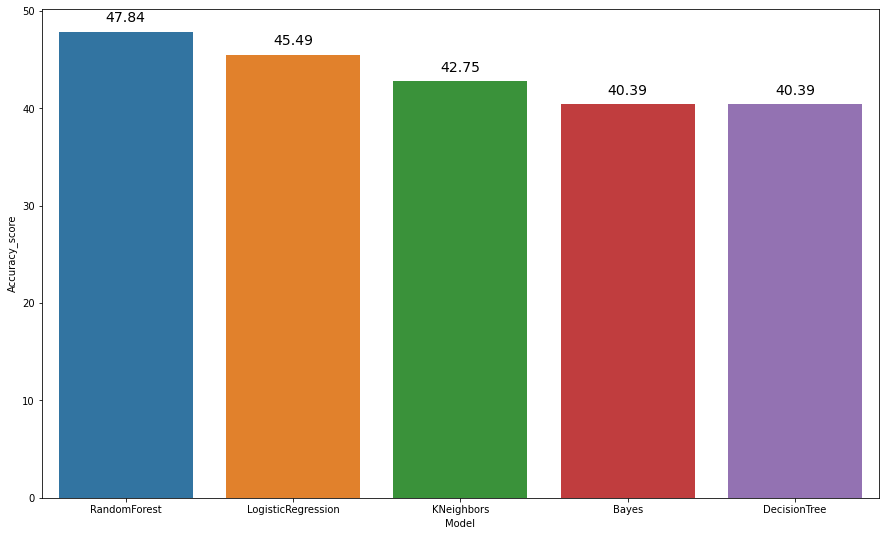 47.84
45.49
42.75
40.39
40.39
50
40
30
20
10
0
Accuracy_score
RandomForest
LogisticRegression
KNeighbors
Bayes
DecisionTree
Model